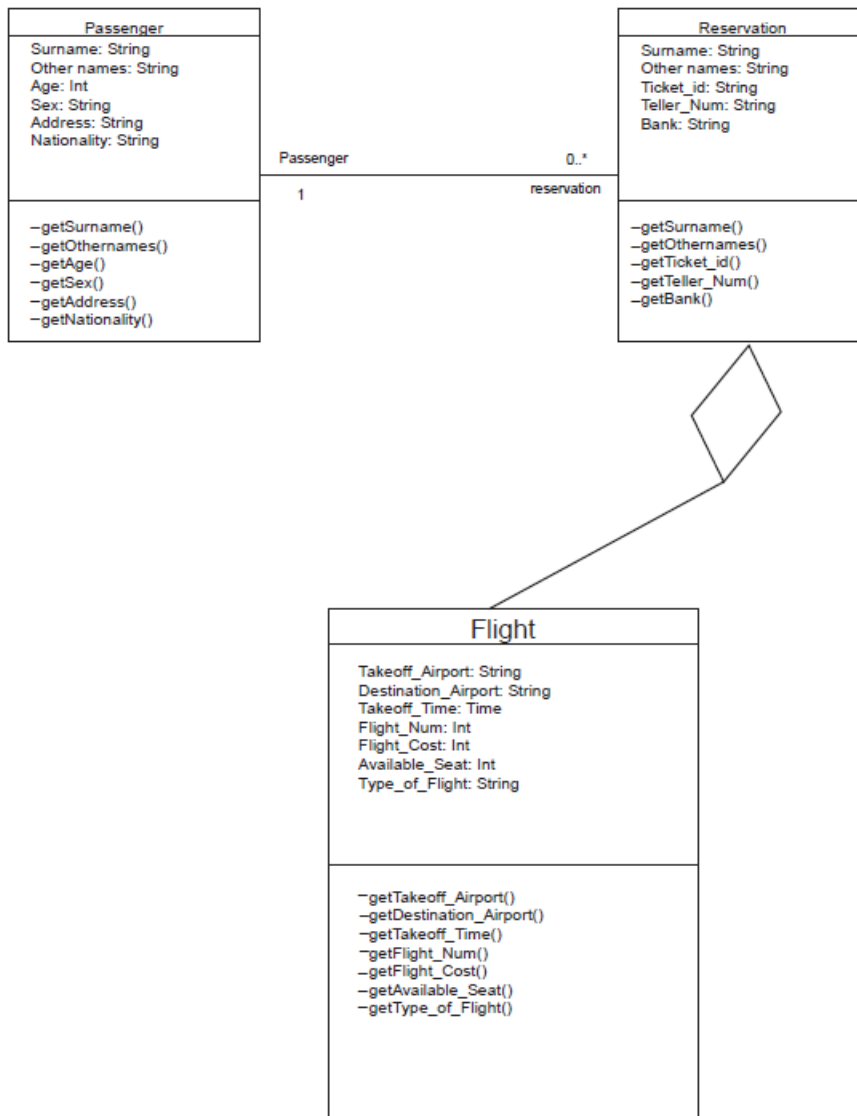 Passenger
Surname: String
Other names: String
Age: Int
Sex: String
Address: String
Nationality: String
–getSurname()
–getOthernames()
–getAge()
–getSex()
–getAddress()
–getNationality()
Passenger
1
0..*
reservation
Reservation
Surname: String
Other names: String
Ticket_id: String
Teller_Num: String
Bank: String
–getSurname()
–getOthernames()
–getTicket_id()
–getTeller_Num()
–getBank()
Flight
Takeoff_Airport: String
Destination_Airport: String
Takeoff_Time: Time
Flight_Num: Int
Flight_Cost: Int
Available_Seat: Int
Type_of_Flight: String
–getTakeoff_Airport()
–getDestination_Airport()
–getTakeoff_Time()
–getFlight_Num()
–getFlight_Cost()
–getAvailable_Seat()
–getType_of_Flight()